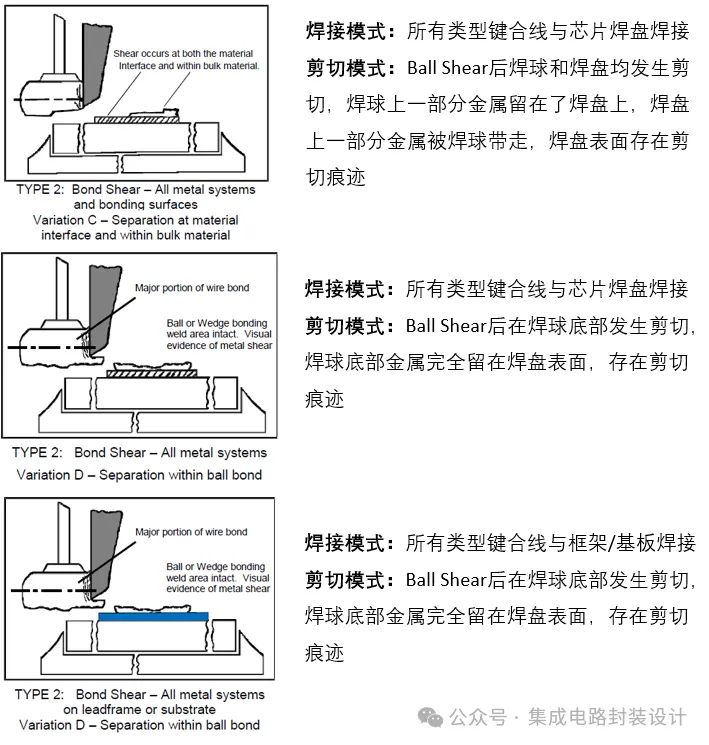 Shear occurs at both the material
Interface and within bulk material.
TYPE 2: Bond Shear – All metal systems
and bonding surfaces
Variation C – Separation at material
interface and within bulk material
焊接模式：所有类型键合线与芯片焊盘焊接
剪切模式：Ball Shear后焊球和焊盘均发生剪
切，焊球上一部分金属留在了焊盘上，焊盘
上一部分金属被焊球带走，焊盘表面存在剪
切痕迹
Major portion of wire bond
Ball or Wedge bonding
weld area intact. Visual
evidence of metal shear
TYPE 2: Bond Shear – All metal systems
Variation D – Separation within ball bond
焊接模式：所有类型键合线与芯片焊盘焊接
剪切模式：Ball Shear后在焊球底部发生剪切，
焊球底部金属完全留在焊盘表面，存在剪切
痕迹
Major portion of wire bond
Ball or Wedge bonding
weld area intact. Visual
evidence of metal shear
TYPE 2: Bond Shear – All metal systems
on leadframe or substrate
Variation D – Separation within ball bond
焊接模式：所有类型键合线与框架/基板焊接
剪切模式：Ball Shear后在焊球底部发生剪切，
焊球底部金属完全留在焊盘表面，存在剪切
痕迹
公众号 · 集成电路封装设计